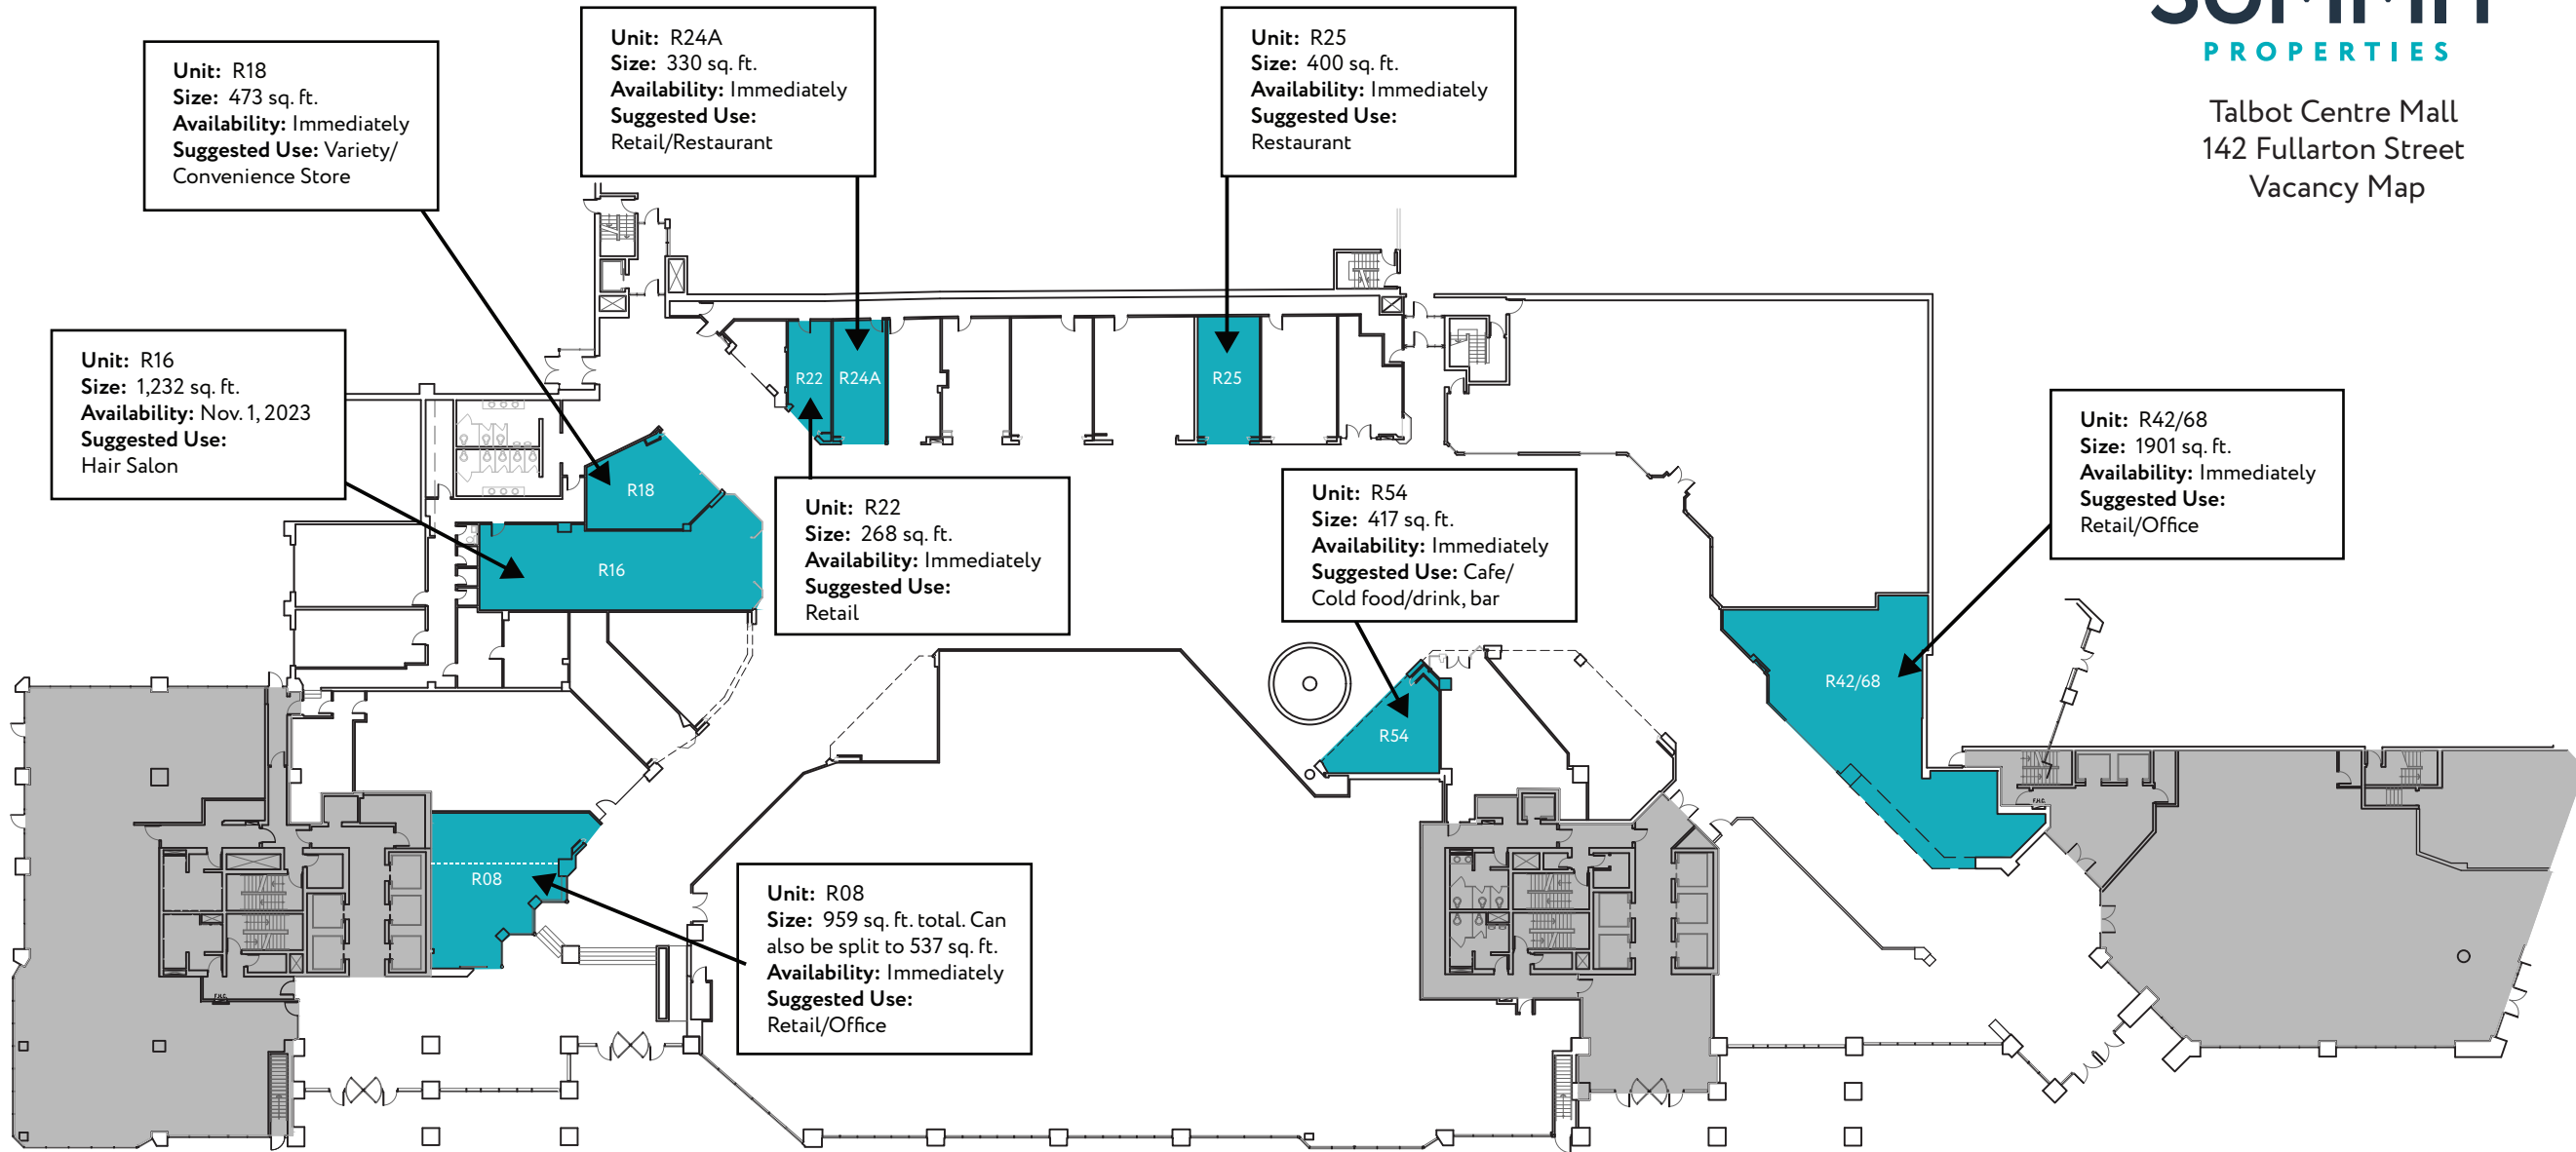 SUMMIT
PROPERTIES
Talbot Centre Mall
142 Fullarton Street
Vacancy Map
Unit: R18
Size: 473 sq. ft.
Availability: Immediately
Suggested Use: Variety/
Convenience Store
Unit: R24A
Size: 330 sq. ft.
Availability: Immediately
Suggested Use:
Retail/Restaurant
Unit: R25
Size: 400 sq. ft.
Availability: Immediately
Suggested Use:
Restaurant
Unit: R16
Size: 1,232 sq. ft.
Availability: Nov. 1, 2023
Suggested Use:
Hair Salon
R22
R24A
R25
Unit: R42/68
Size: 1901 sq. ft.
Availability: Immediately
Suggested Use:
Retail/Office
R18
R16
Unit: R22
Size: 268 sq. ft.
Availability: Immediately
Suggested Use:
Retail
Unit: R54
Size: 417 sq. ft.
Availability: Immediately
Suggested Use: Cafe/
Cold food/drink, bar
R42/68
R54
R08
Unit: R08
Size: 959 sq. ft. total. Can
also be split to 537 sq. ft.
Availability: Immediately
Suggested Use:
Retail/Office
F.H.C.
F.H.C.